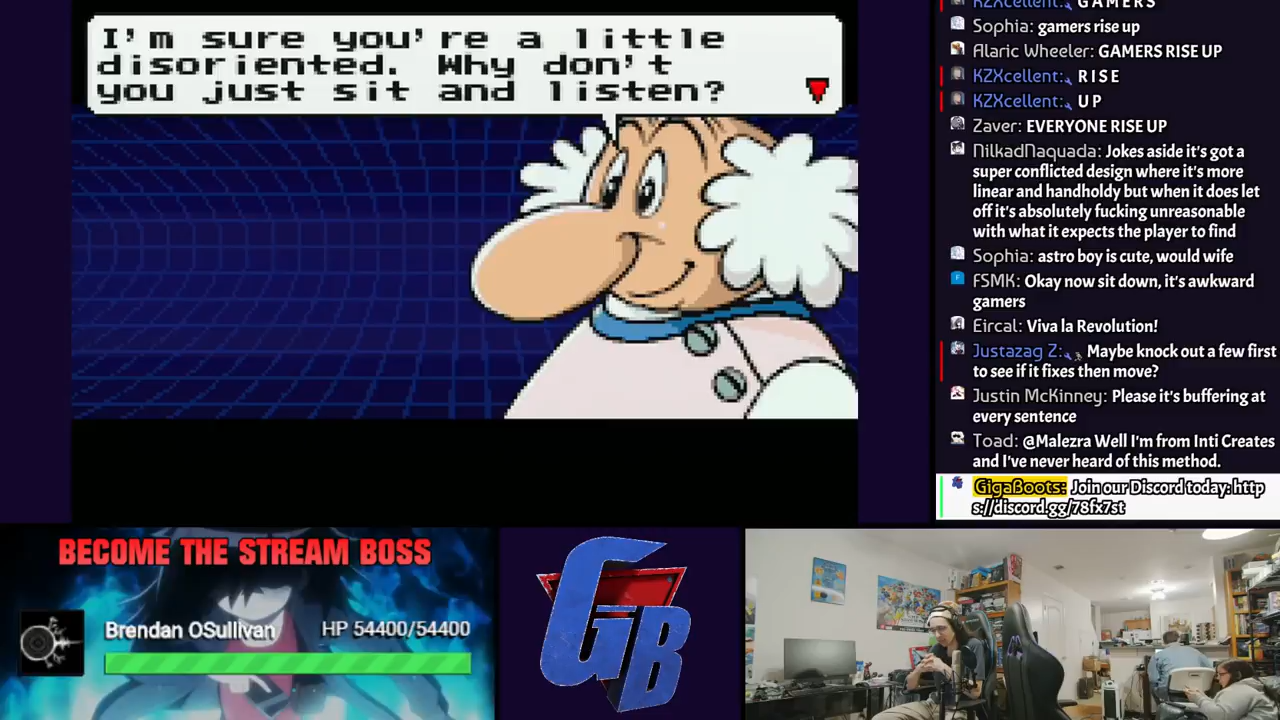 I'm sure you're a little
disoriented. Why don't
you just sit and listen?
KZXcellent: GAMERS
Sophia: gamers rise up
Alaric Wheeler: GAMERS RISE UP
KZXcellent: R I S E
KZXcellent: U P
Zaver: EVERYONE RISE UP
NilkadNaquada: Jokes aside it's got a
super conflicted design where it's more
linear and handholdy but when it does let
off it's absolutely fucking unreasonable
with what it expects the player to find
Sophia: astro boy is cute, would wife
fSMK: Okay now sit down, it's awkward
gamers
Eircal: Viva la Revolution!
Justazag Z: Maybe knock out a few first
to see if it fixes then move?
Justin McKinney: Please it's buffering at
every sentence
Toad: @Malezra Well I'm from Inti Creates
and I've never heard of this method.
GigaBoots: Join our Discord today: http
s://discord.gg/78fx7st
BECOME THE STREAM BOSS
Brendan OSullivan HP 54400/54400
GB